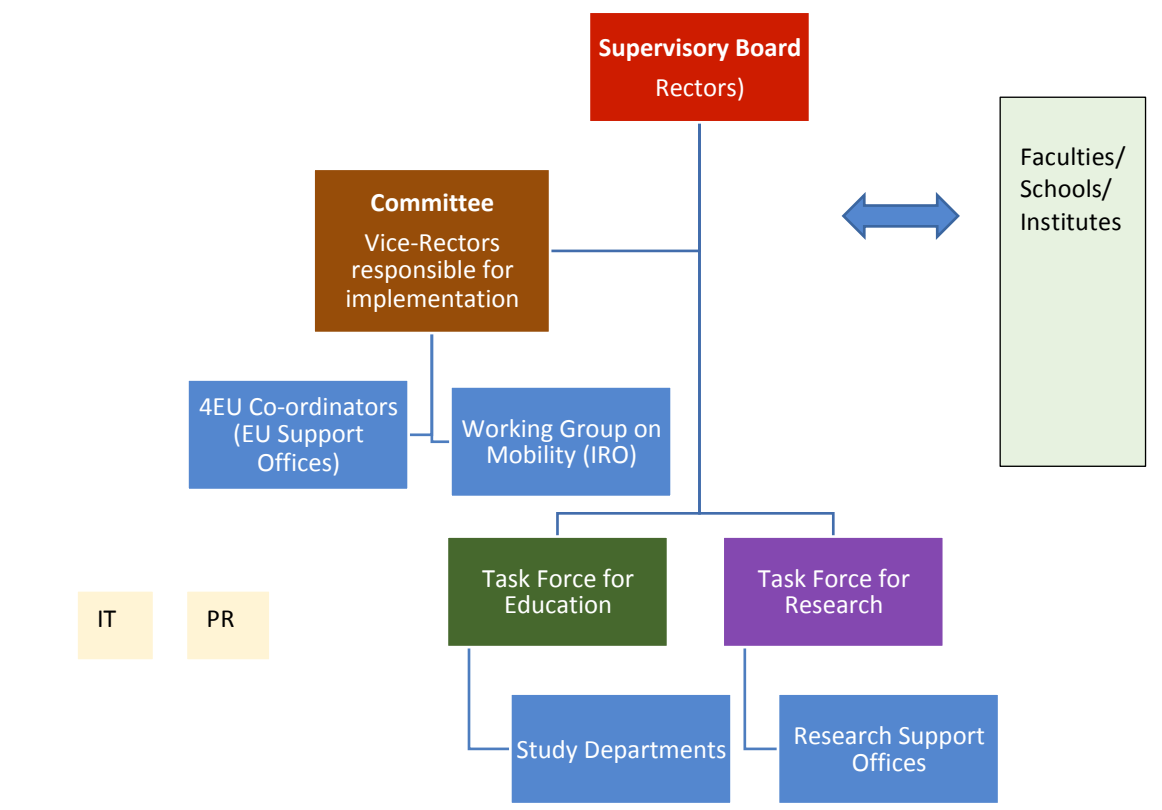 Supervisory Board
Rectors)
Faculties/
Schools/
Institutes
Committee
Vice-Rectors
responsible for
implementation
4EU Co-ordinators
(EU Support
Offices)
Working Group on
Mobility (IRO)
Task Force for
Education
Task Force for
Research
IT
PR
Study Departments
Research Support
Offices